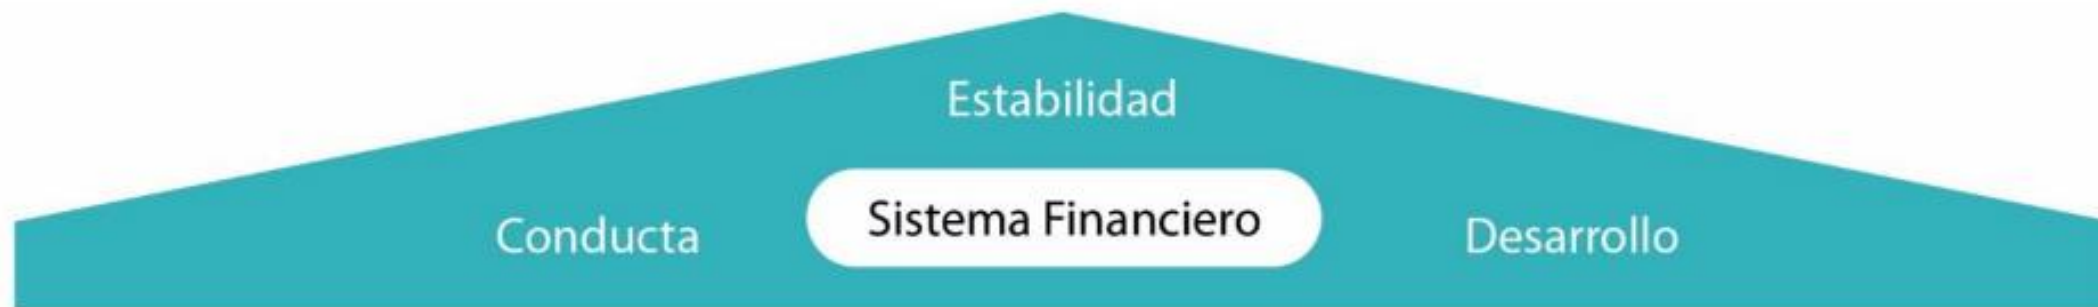 Estabilidad
Sistema Financiero
Conducta
Desarrollo